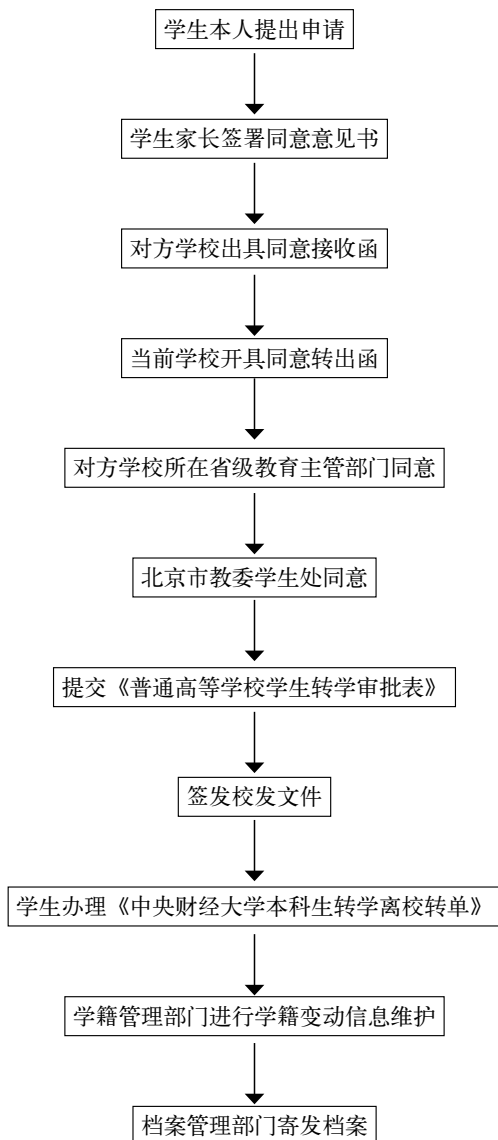 学生本人提出申请
学生家长签署同意意见书
对方学校出具同意接收函
当前学校开具同意转出函
对方学校所在省级教育主管部门同意
北京市教委学生处同意
提交《普通高等学校学生转学审批表》
签发校发文件
学生办理《中央财经大学本科生转学离校转单》
学籍管理部门进行学籍变动信息维护
档案管理部门寄发档案